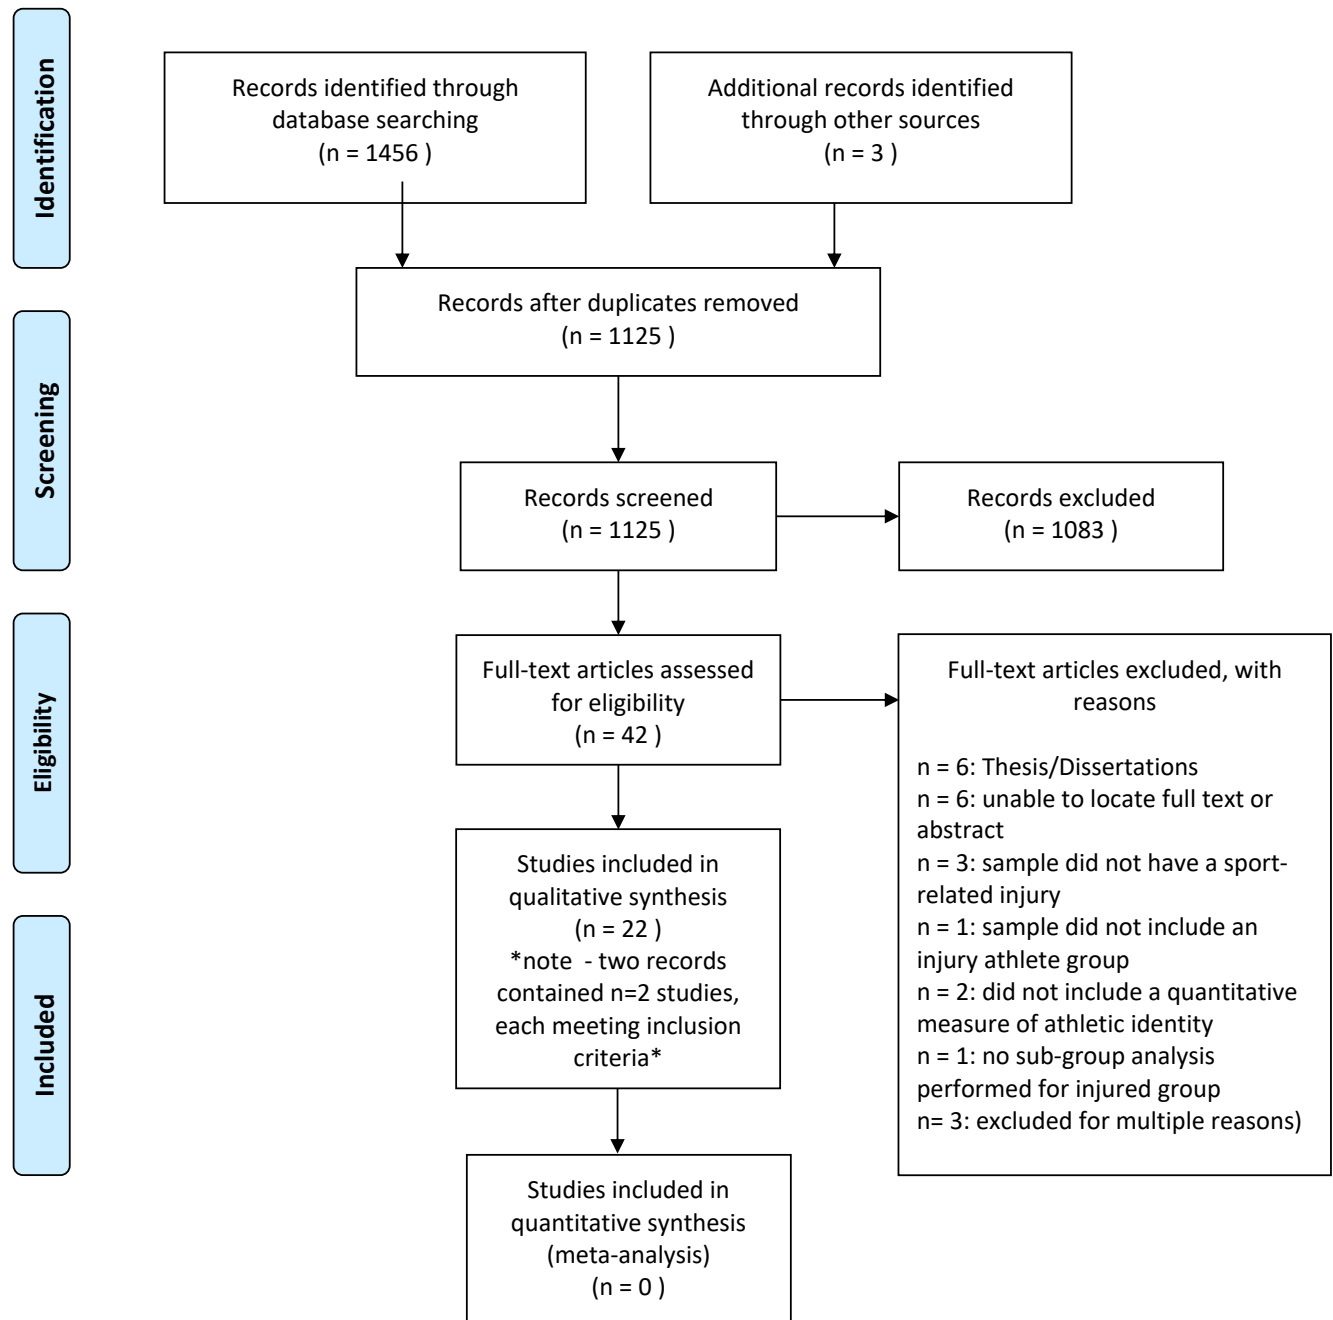 Identification
Records identified through
database searching
(n = 1456 )
Additional records identified
through other sources
(n = 3 )
Records after duplicates removed
(n = 1125 )
Screening
Records screened
(n = 1125 )
Records excluded
(n = 1083 )
Eligibility
Full-text articles assessed
for eligibility
(n = 42 )
Full-text articles excluded, with
reasons
n = 6: Thesis/Dissertations
n = 6: unable to locate full text or
abstract
n = 3: sample did not have a sport-
related injury
n = 1: sample did not include an
injury athlete group
n = 2: did not include a quantitative
measure of athletic identity
n = 1: no sub-group analysis
performed for injured group
n= 3: excluded for multiple reasons)
Studies included in
qualitative synthesis
(n = 22 )
*note  - two records
contained n=2 studies,
each meeting inclusion
criteria*
Included
Studies included in
quantitative synthesis
(meta-analysis)
(n = 0 )